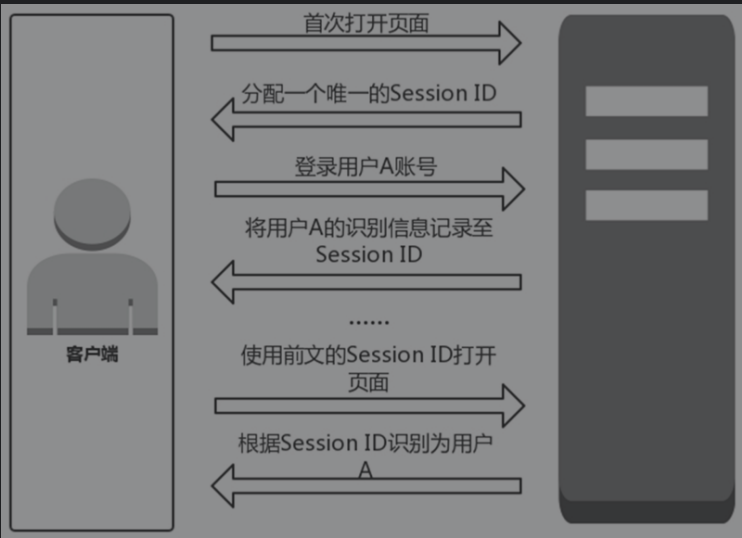 首次打开页面
分配一个唯一的Session ID
登录用户A账号
将用户A的识别信息记录至
Session ID
......
使用前文的Session ID打开
页面
根据Session ID识别为用户
A
客户端